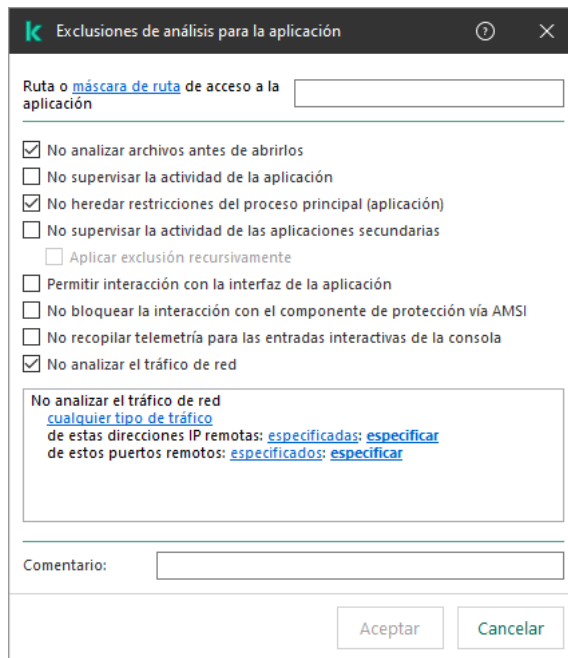 Exclusiones de análisis para la aplicación
Ruta o máscara de ruta de acceso a la
aplicación
No analizar archivos antes de abrirlos
No supervisar la actividad de la aplicación
No heredar restricciones del proceso principal (aplicación)
No supervisar la actividad de las aplicaciones secundarias
Aplicar exclusión recursivamente
Permitir interacción con la interfaz de la aplicación
No bloquear la interacción con el componente de protección vía AMSI
No recopilar telemetría para las entradas interactivas de la consola
No analizar el tráfico de red
No analizar el tráfico de red
cualquier tipo de tráfico
de estas direcciones IP remotas: especificadas: especificar
de estos puertos remotos: especificados: especificar
Comentario:
Aceptar
Cancelar